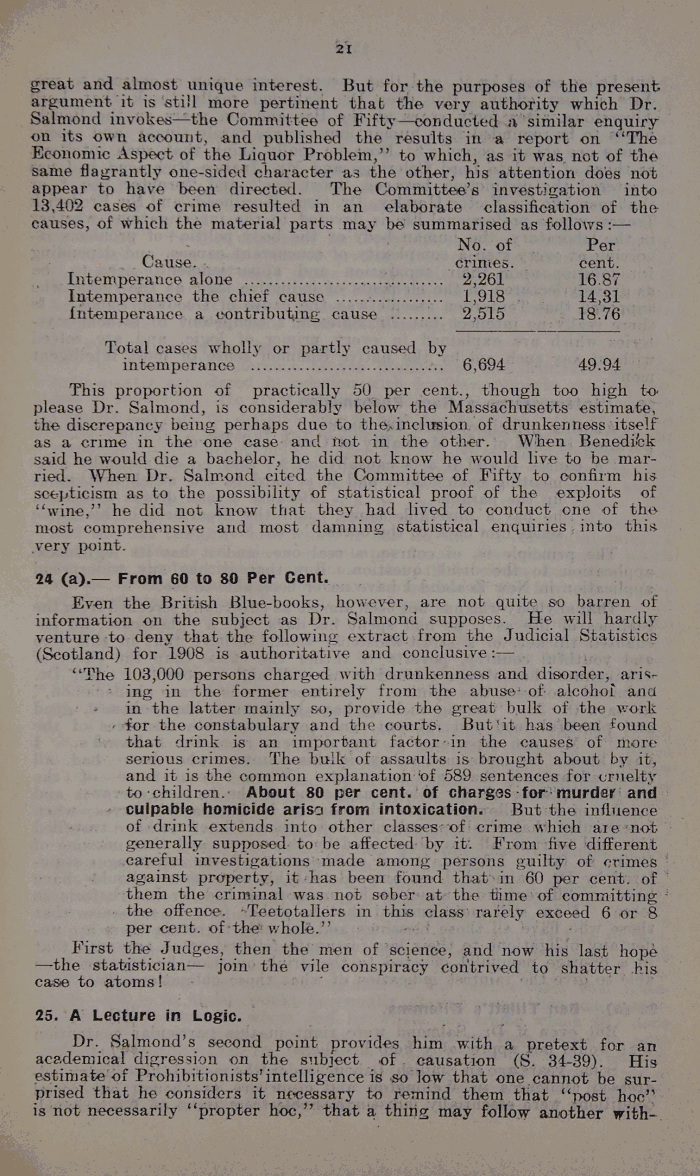 21
great and almost unique interest. But for the purposes of the present
argument it is still more pertinent that the very authority which Dr.
Salmond invokes—the Committee of Fifty—conducted a similar enquiry
on its own account, and published the results in a report on "The
Economic Aspect of the Liquor Problem," to which, as it was not of the
same flagrantly one-sided character as the other, his attention does not
appear to have been directed. The Committee's investigation into
13,402 cases of crime resulted in an elaborate classification of the
causes, of which the material parts may be summarised as follows:—
No. of Per
Cause. crimes. cent.
Intemperance alone ................................ 2,261 16.87
Intemperance the chief cause .................. 1,918 14,31
Intemperance a contributing cause ......... 2,515 18.76
Total cases wholly or partly caused by
intemperance ............................... 6,694 49.94
This proportion of practically 50 per cent., though too high to
please Dr. Salmond, is considerably below the Massachusetts estimate,
the discrepancy being perhaps due to the inclusion of drunkenness itself
as a crime in the one case and not in the other. When Benedick
said he would die a bachelor, he did not know he would live to be mar-
ried. When Dr. Salmond cited the Committee of Fifty to confirm his
scepticism as to the possibility of statistical proof of the exploits of
"wine," he did not know that they had lived to conduct one of the
most comprehensive and most damning statistical enquiries into this
very point.
24 (a).— From 60 to 80 Per Cent.
Even the British Blue-books, however, are not quite so barren of
information on the subject as Dr. Salmond supposes. He will hardly
venture to deny that the following extract from the Judicial Statistics
(Scotland) for 1908 is authoritative and conclusive:—
"The 103,000 persons charged with drunkenness and disorder, aris-
ing in the former entirely from the abuse of alcohol and
in the latter mainly so, provide the great bulk of the work
for the constabulary and the courts. But it has been found
that drink is an important factor in the causes of more
serious crimes. The bulk of assaults is brought about by it,
and it is the common explanation of 589 sentences for cruelty
to children. About 80 per cent. of charges for murder and
culpable homicide arise from intoxication. But the influence
of drink extends into other classes of crime which are not
generally supposed to be affected by it. From five different
careful investigations made among persons guilty of crimes
against property, it has been found that in 60 per cent. of
them the criminal was not sober at the time of committing
the offence. Teetotallers in this class rarely exceed 6 or 8
per cent. of the whole."
First the Judges, then the men of science, and now his last hope
—the statistician— join the vile conspiracy contrived to shatter his
case to atoms!
25. A Lecture in Logic.
Dr. Salmond's second point provides him with a pretext for an
academical digression on the subject of causation (S. 34-39). His
estimate of Prohibitionists' intelligence is so low that one cannot be sur-
prised that he considers it necessary to remind them that "post hoc"
is not necessarily "propter hoc," that a thing may follow another with-